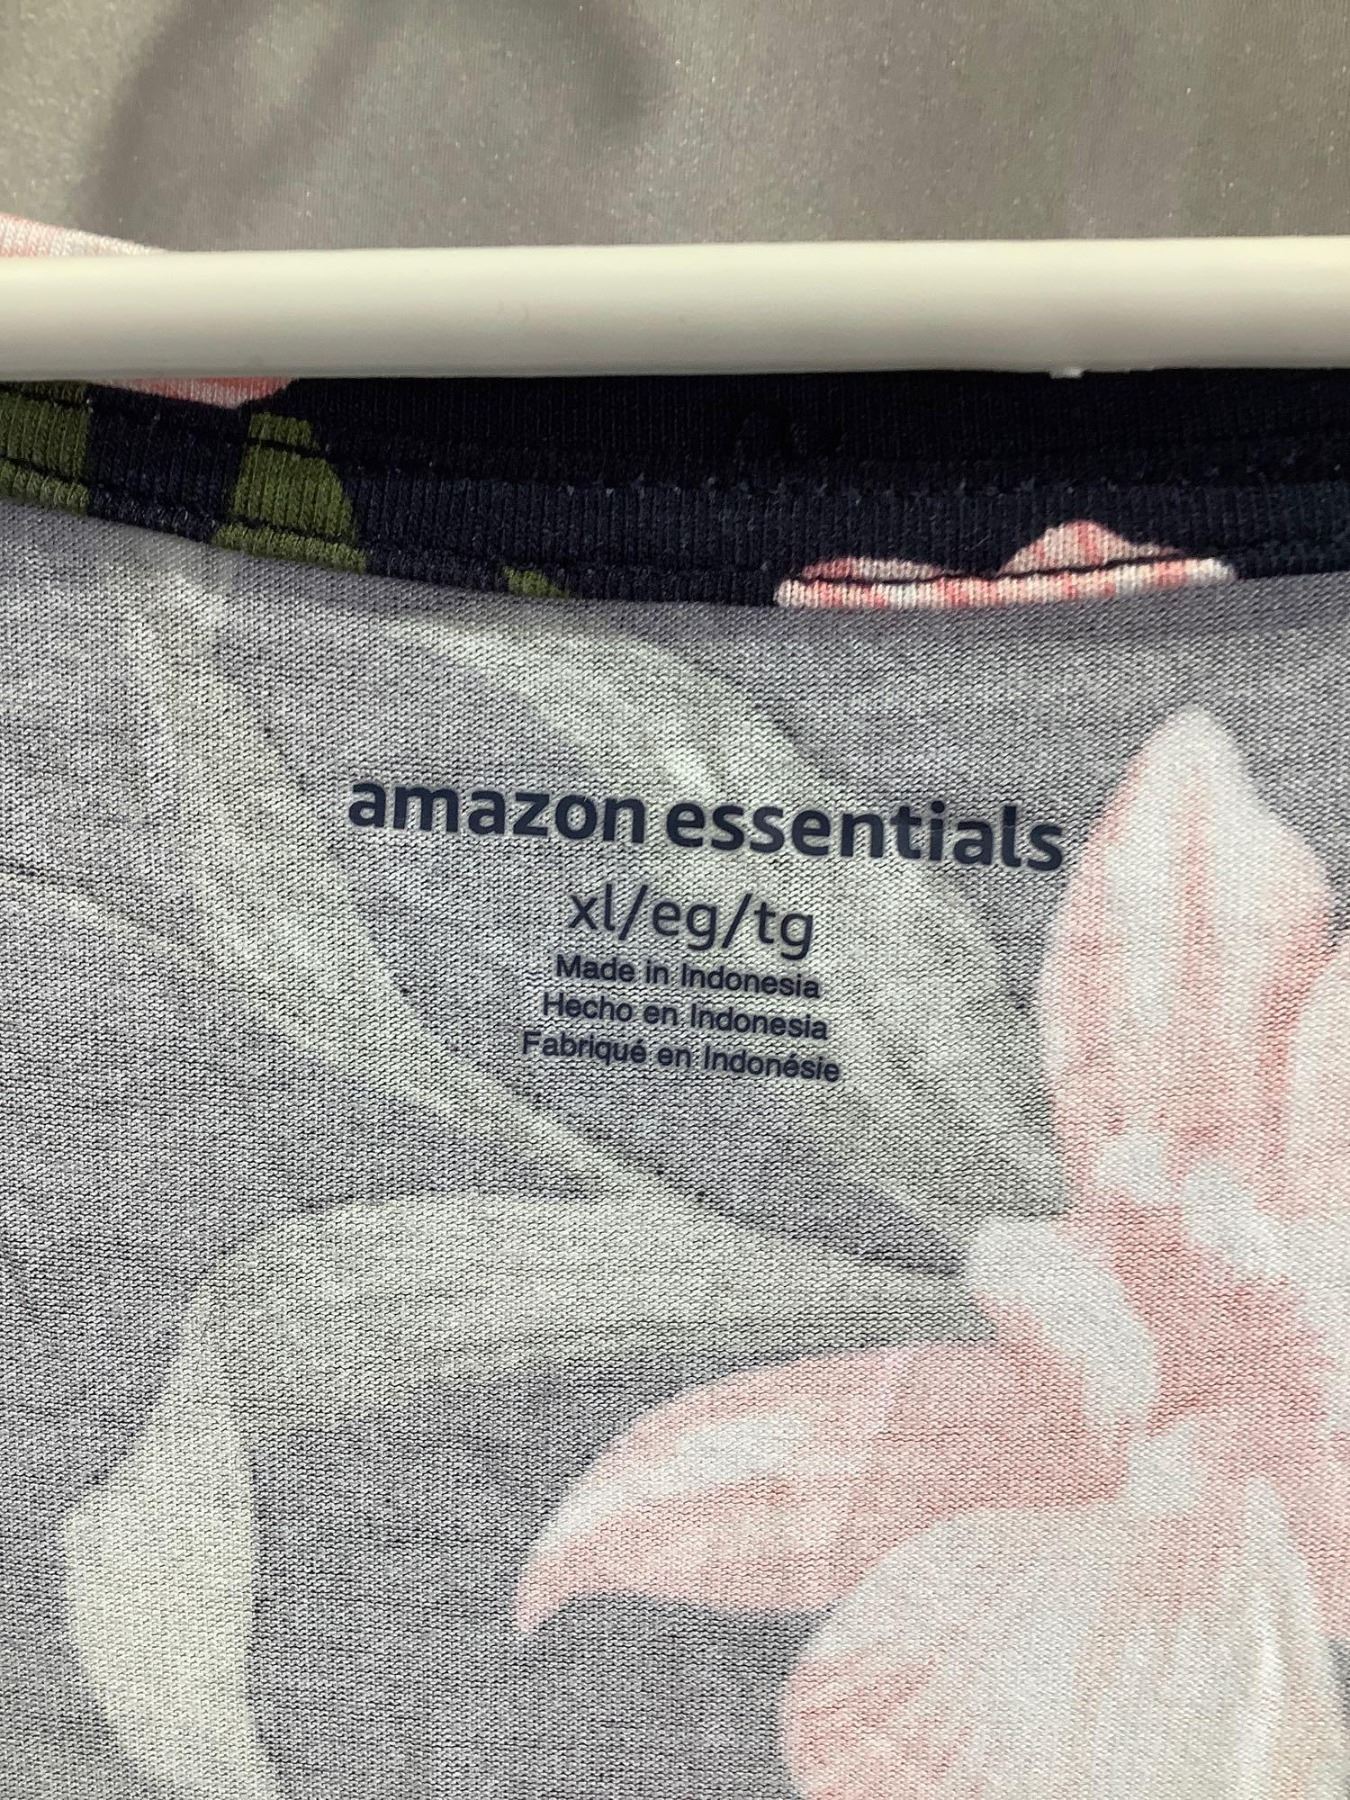 amazon essentials
xl/eg/tg
Made in Indonesia
Hecho en Indonesia
Fabriqué en Indonésie